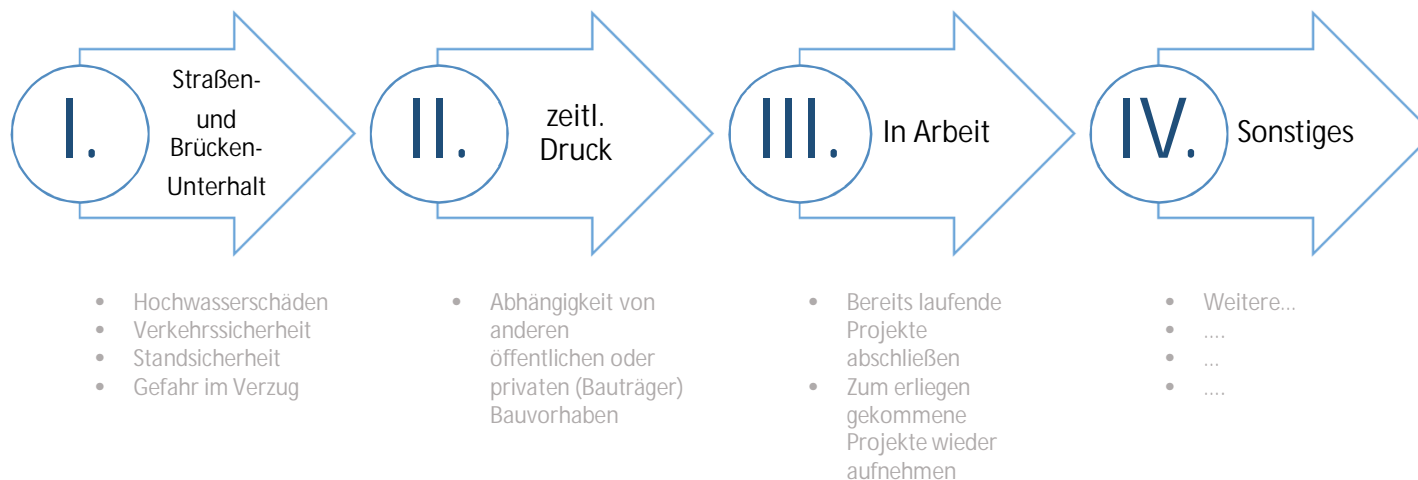 I.
Straßen-
und
Brücken-
Unterhalt
II.
zeitl.
Druck
III.
In Arbeit
IV.
Sonstiges
• Hochwasserschäden
• Verkehrssicherheit
• Standsicherheit
• Gefahr im Verzug
• Abhängigkeit von
anderen
öffentlichen oder
privaten (Bauträger)
Bauvorhaben
• Bereits laufende
Projekte
abschließen
• Zum erliegen
gekommene
Projekte wieder
aufnehmen
• Weitere...
• ....
• ...
• ....